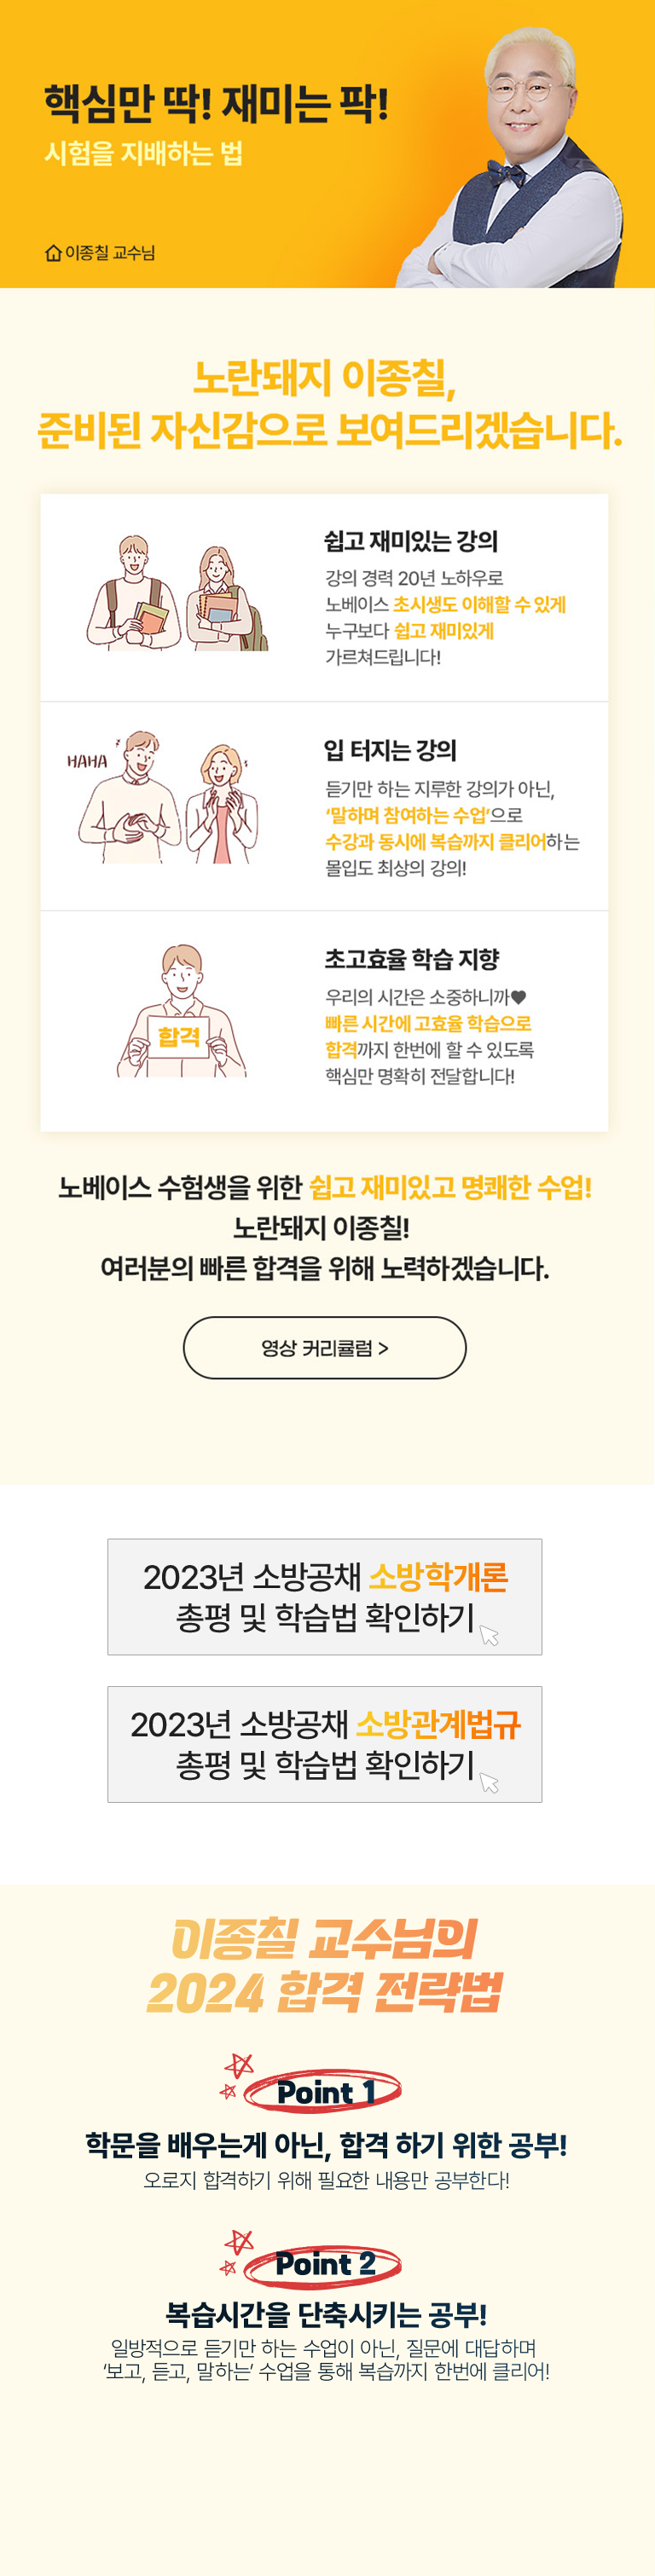 핵심만 딱! 재미는 팍!
시험을 지배하는 법
이종칠 교수님
노란돼지 이종칠,
준비된 자신감으로 보여드리겠습니다.
쉽고 재미있는 강의
강의 경력 20년 노하우로
노베이스 초시생도 이해할 수 있게
누구보다 쉽고 재미있게
가르쳐드립니다!
HAHA
입 터지는 강의
듣기만 하는 지루한 강의가 아닌,
‘말하며 참여하는 수업’으로
수강과 동시에 복습까지 클리어하는
몰입도 최상의 강의!
합격
초고효율 학습 지향
우리의 시간은 소중하니까♥
빠른 시간에 고효율 학습으로
합격까지 한번에 할 수 있도록
핵심만 명확히 전달합니다!
노베이스 수험생을 위한 쉽고 재미있고 명쾌한 수업!
노란돼지 이종칠!
여러분의 빠른 합격을 위해 노력하겠습니다.
영상 커리큘럼 >
2023년 소방공채 소방학개론
총평 및 학습법 확인하기
2023년 소방공채 소방관계법규
총평 및 학습법 확인하기
이종칠 교수님의
2024 합격 전략법
Point 1
학문을 배우는게 아닌, 합격 하기 위한 공부!
오로지 합격하기 위해 필요한 내용만 공부한다!
Point 2
복습시간을 단축시키는 공부!
일방적으로 듣기만 하는 수업이 아닌, 질문에 대답하며
‘보고, 듣고, 말하는’ 수업을 통해 복습까지 한번에 클리어!